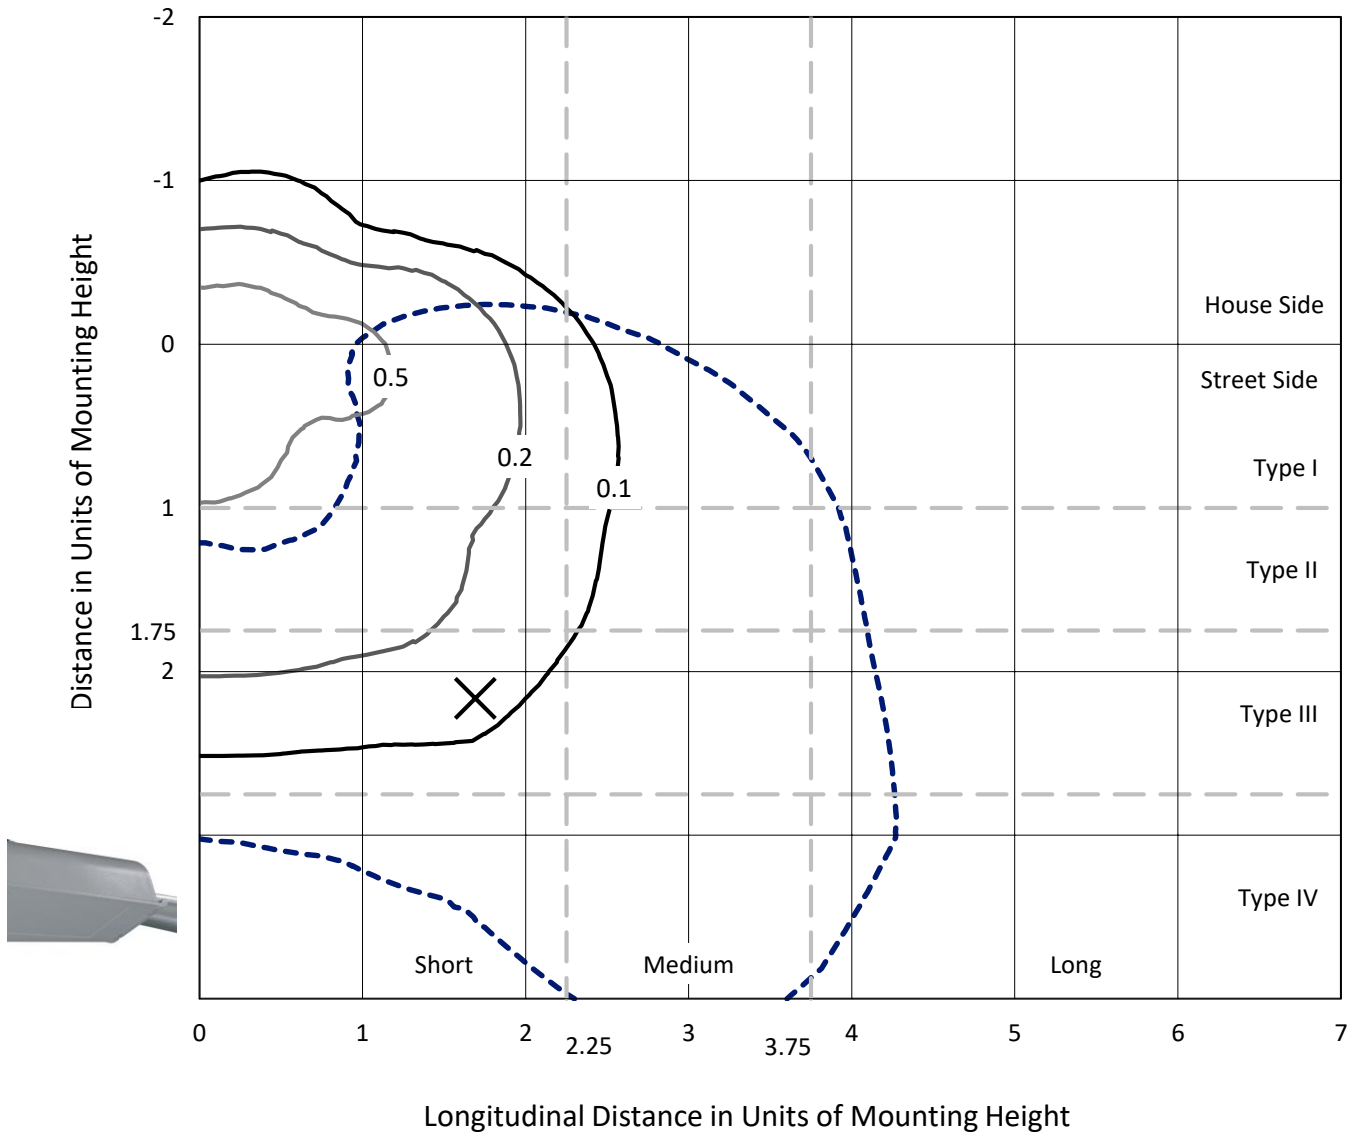 -2
-1
House Side
0
Street Side
0.5
0.2
Type I
0.1
1
Type II
1.75
2
Type III
Type IV
Short
Medium
Long
0
1
2
2.25
3
3.75
4
5
6
7
Distance in Units of Mounting Height
Longitudinal Distance in Units of Mounting Height